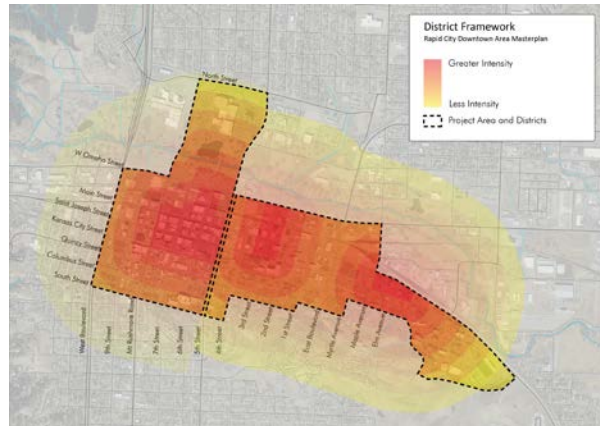 District Framework
Rapid City Downtown Area Masterplan
Greater Intensity
Less Intensity
Project Area and Districts
North Street
W Omaha Street
Main Street
Saint Joseph Street
Kansas City Street
Quincy Street
Columbus Street
South Street
West Boulevard
9th Street
Mt Rushmore Road
7th Street
6th Street
5th Street
4th Street
3rd Street
2nd Street
1st Street
East Boulevard
Myrtle Avenue
Maple Avenue
Elm Avenue